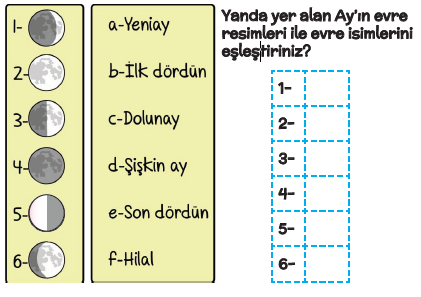 1-
2-
3-
4-
5-
6-
a-Yeniay
b-İlk dördün
c-Dolunay
d-Şişkin ay
e-Son dördün
f-Hilal
Yanda yer alan Ay'ın evre
resimleri ile evre isimlerini
eşleştiriniz?
1-
2-
3-
4-
5-
6-